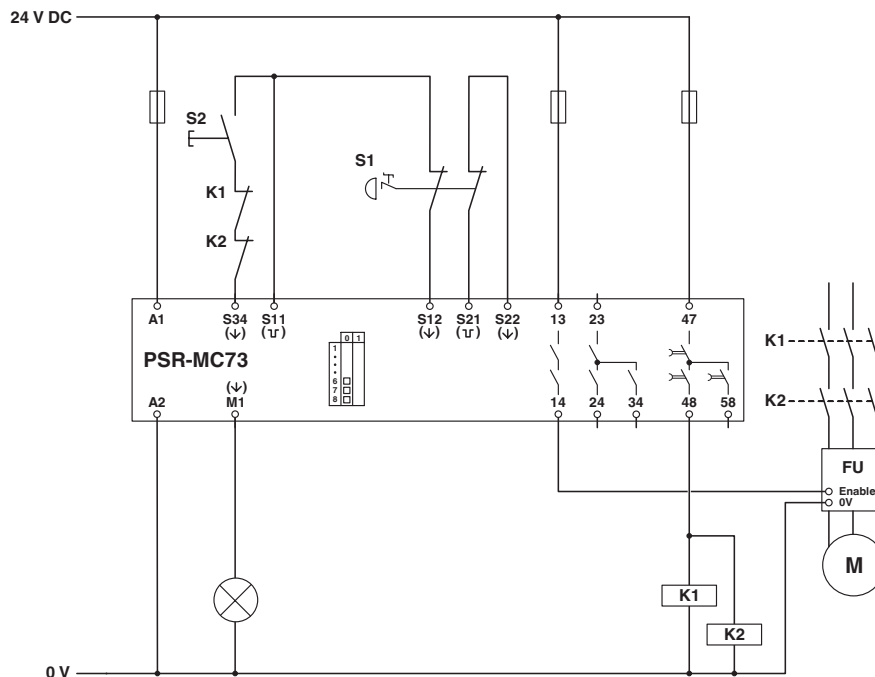 24 V DC
S2
S1
K1
K2
A1
S34
S11
S12
S21
S22
13
23
47
PSR-MC73
0 1
1
6
7
8
A2
M1
14
24
34
48
58
K1
K2
FU
Enable
0V
M
K1
K2
0 V